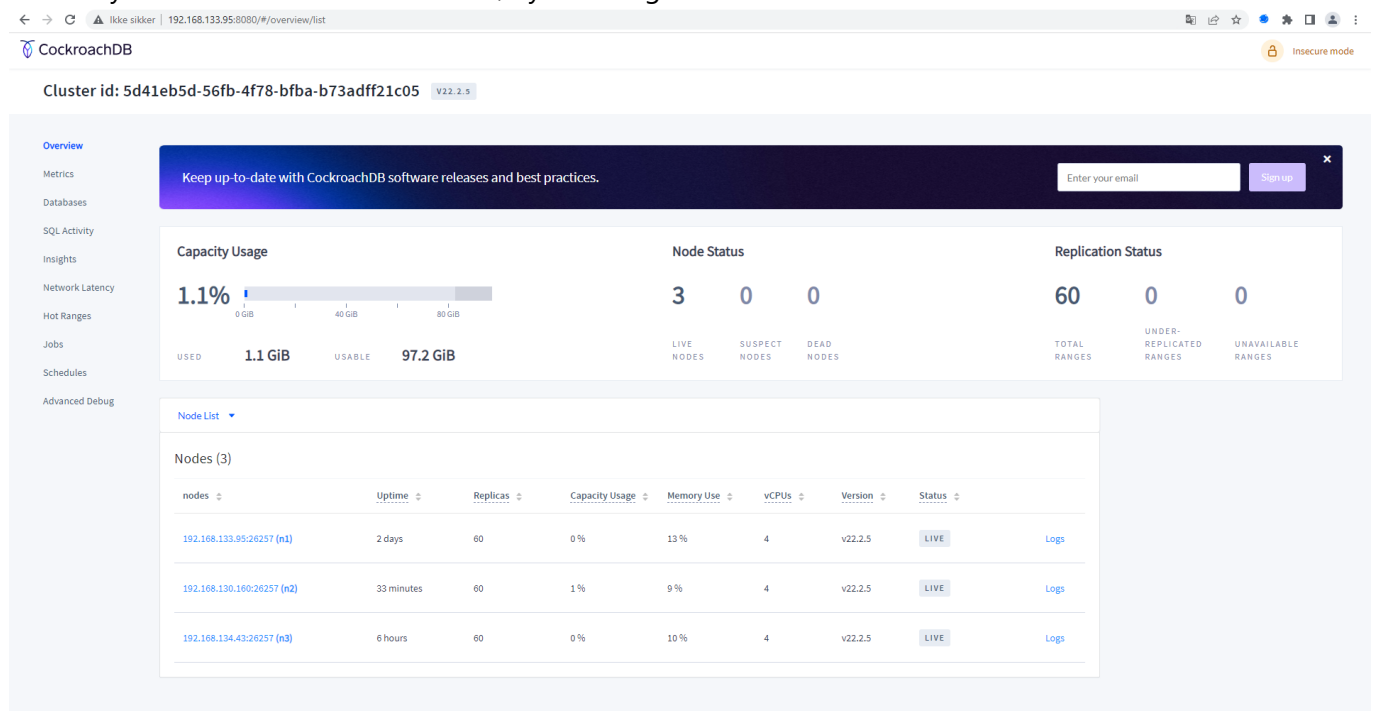 Ikke sikker | 192.168.133.95:8080/#/overview/list
CockroachDB
Insecure mode
Cluster id: 5d41eb5d-56fb-4f78-bfba-b73adff21c05 V22.2.5
Overview
Metrics
Databases
SQL Activity
Insights
Network Latency
Hot Ranges
Jobs
Schedules
Advanced Debug
Keep up-to-date with CockroachDB software releases and best practices.
Enter your email
Sign up
Capacity Usage
1.1%
0 GiB 40 GiB 80 GiB
USED 1.1 GiB USABLE 97.2 GiB
Node Status
3 0 0
LIVE NODES
SUSPECT NODES
DEAD NODES
Replication Status
60 0 0
TOTAL RANGES
UNDER-REPLICATED RANGES
UNAVAILABLE RANGES
Node List
Nodes (3)
nodes Uptime Replicas Capacity Usage Memory Use vCPUs Version Status
192.168.133.95:26257 (n1) 2 days 60 0 % 13 % 4 v22.2.5 LIVE Logs
192.168.130.160:26257 (n2) 33 minutes 60 1 % 9 % 4 v22.2.5 LIVE Logs
192.168.134.43:26257 (n3) 6 hours 60 0 % 10 % 4 v22.2.5 LIVE Logs